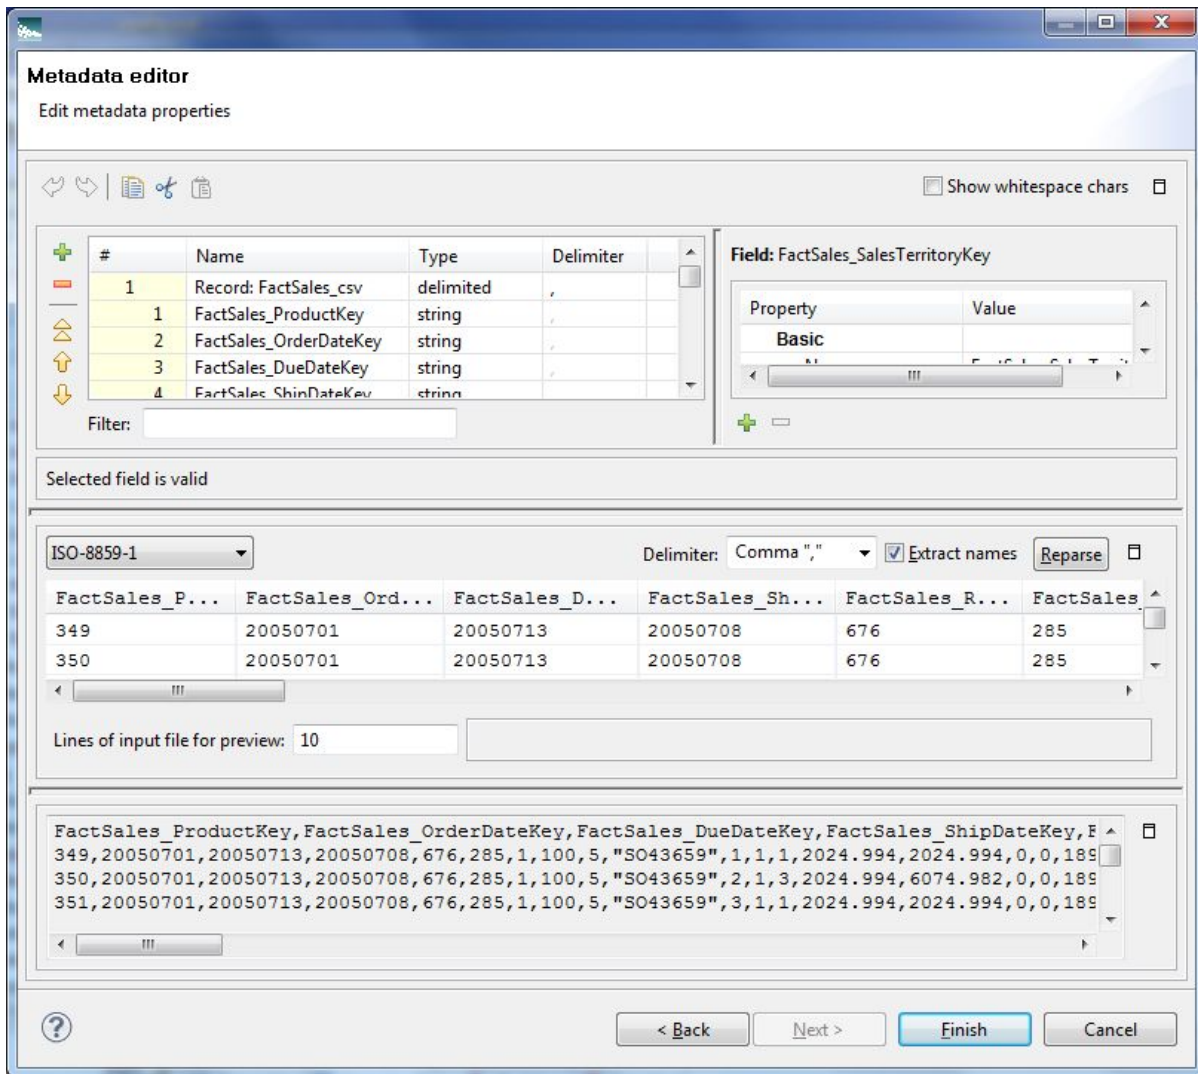 Metadata editor
Edit metadata properties
Show whitespace chars
# Name Type Delimiter
1 Record: FactSales_csv delimited ,
1 FactSales_ProductKey string ,
2 FactSales_OrderDateKey string ,
3 FactSales_DueDateKey string ,
4 FactSales_ShipDateKey string
Filter:
Field: FactSales_SalesTerritoryKey
Property Value
Basic
Selected field is valid
ISO-8859-1 Delimiter: Comma "," Extract names Reparse
FactSales_P... FactSales_Ord... FactSales_D... FactSales_Sh... FactSales_R... FactSales_
349 20050701 20050713 20050708 676 285
350 20050701 20050713 20050708 676 285
Lines of input file for preview: 10
FactSales_ProductKey,FactSales_OrderDateKey,FactSales_DueDateKey,FactSales_ShipDateKey,F
349,20050701,20050713,20050708,676,285,1,100,5,"SO43659",1,1,1,2024.994,2024.994,0,0,189
350,20050701,20050713,20050708,676,285,1,100,5,"SO43659",2,1,3,2024.994,6074.982,0,0,189
351,20050701,20050713,20050708,676,285,1,100,5,"SO43659",3,1,1,2024.994,2024.994,0,0,189
< Back Next > Finish Cancel